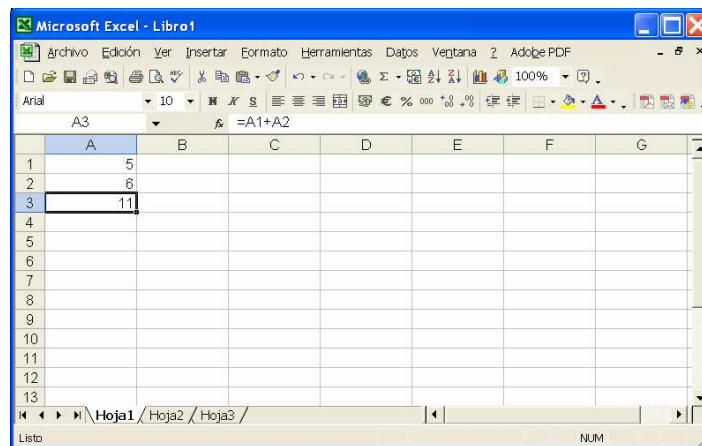 Microsoft Excel - Libro1
Archivo Edición Ver Insertar Formato Herramientas Datos Ventana ? Adobe PDF
100%
Arial 10 N K S € % 000
A3 fx =A1+A2
A B C D E F G
1 5
2 6
3 11
4
5
6
7
8
9
10
11
12
13
Hoja1 Hoja2 Hoja3
Listo NUM